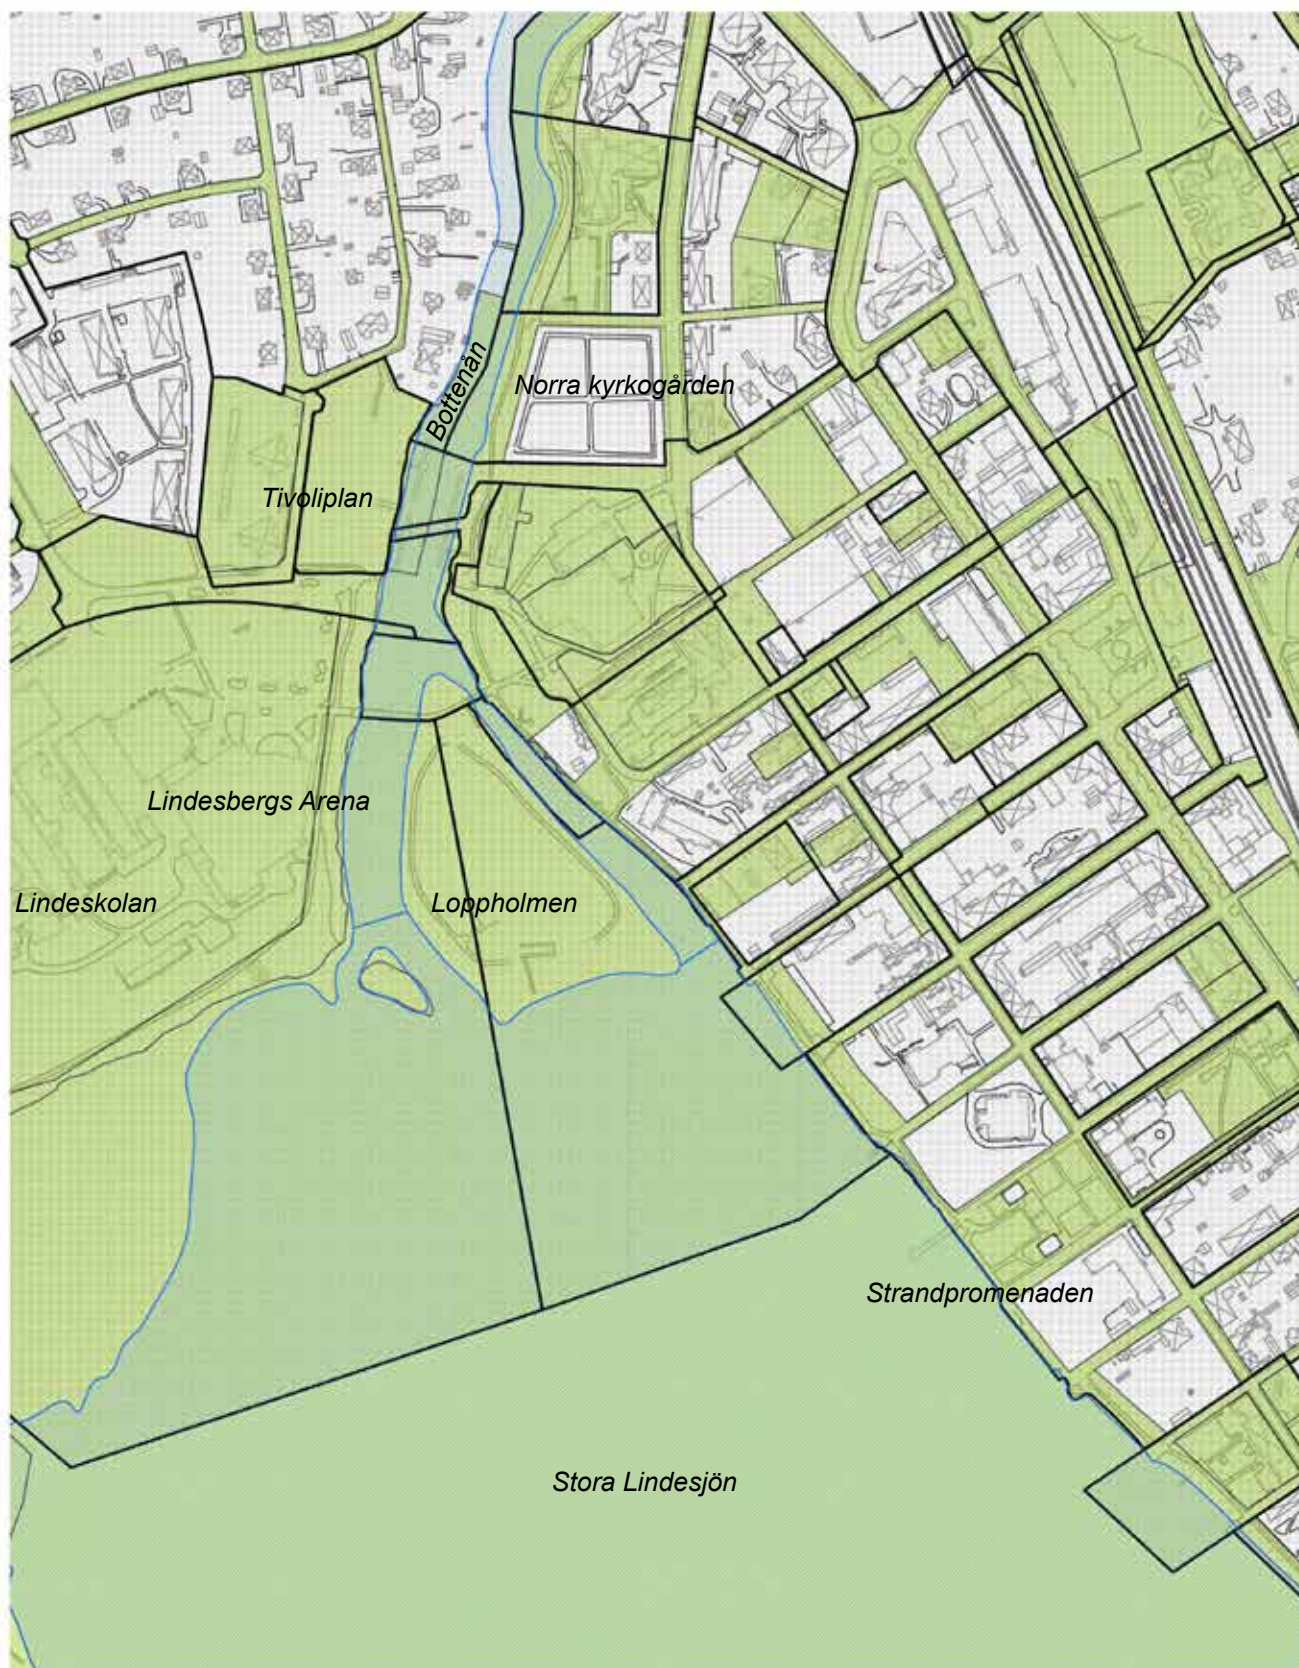 Bottenån
Norra kyrkogården
Tivoliplan
Lindesbergs Arena
Lindeskolan
Loppholmen
Strandpromenaden
Stora Lindesjön